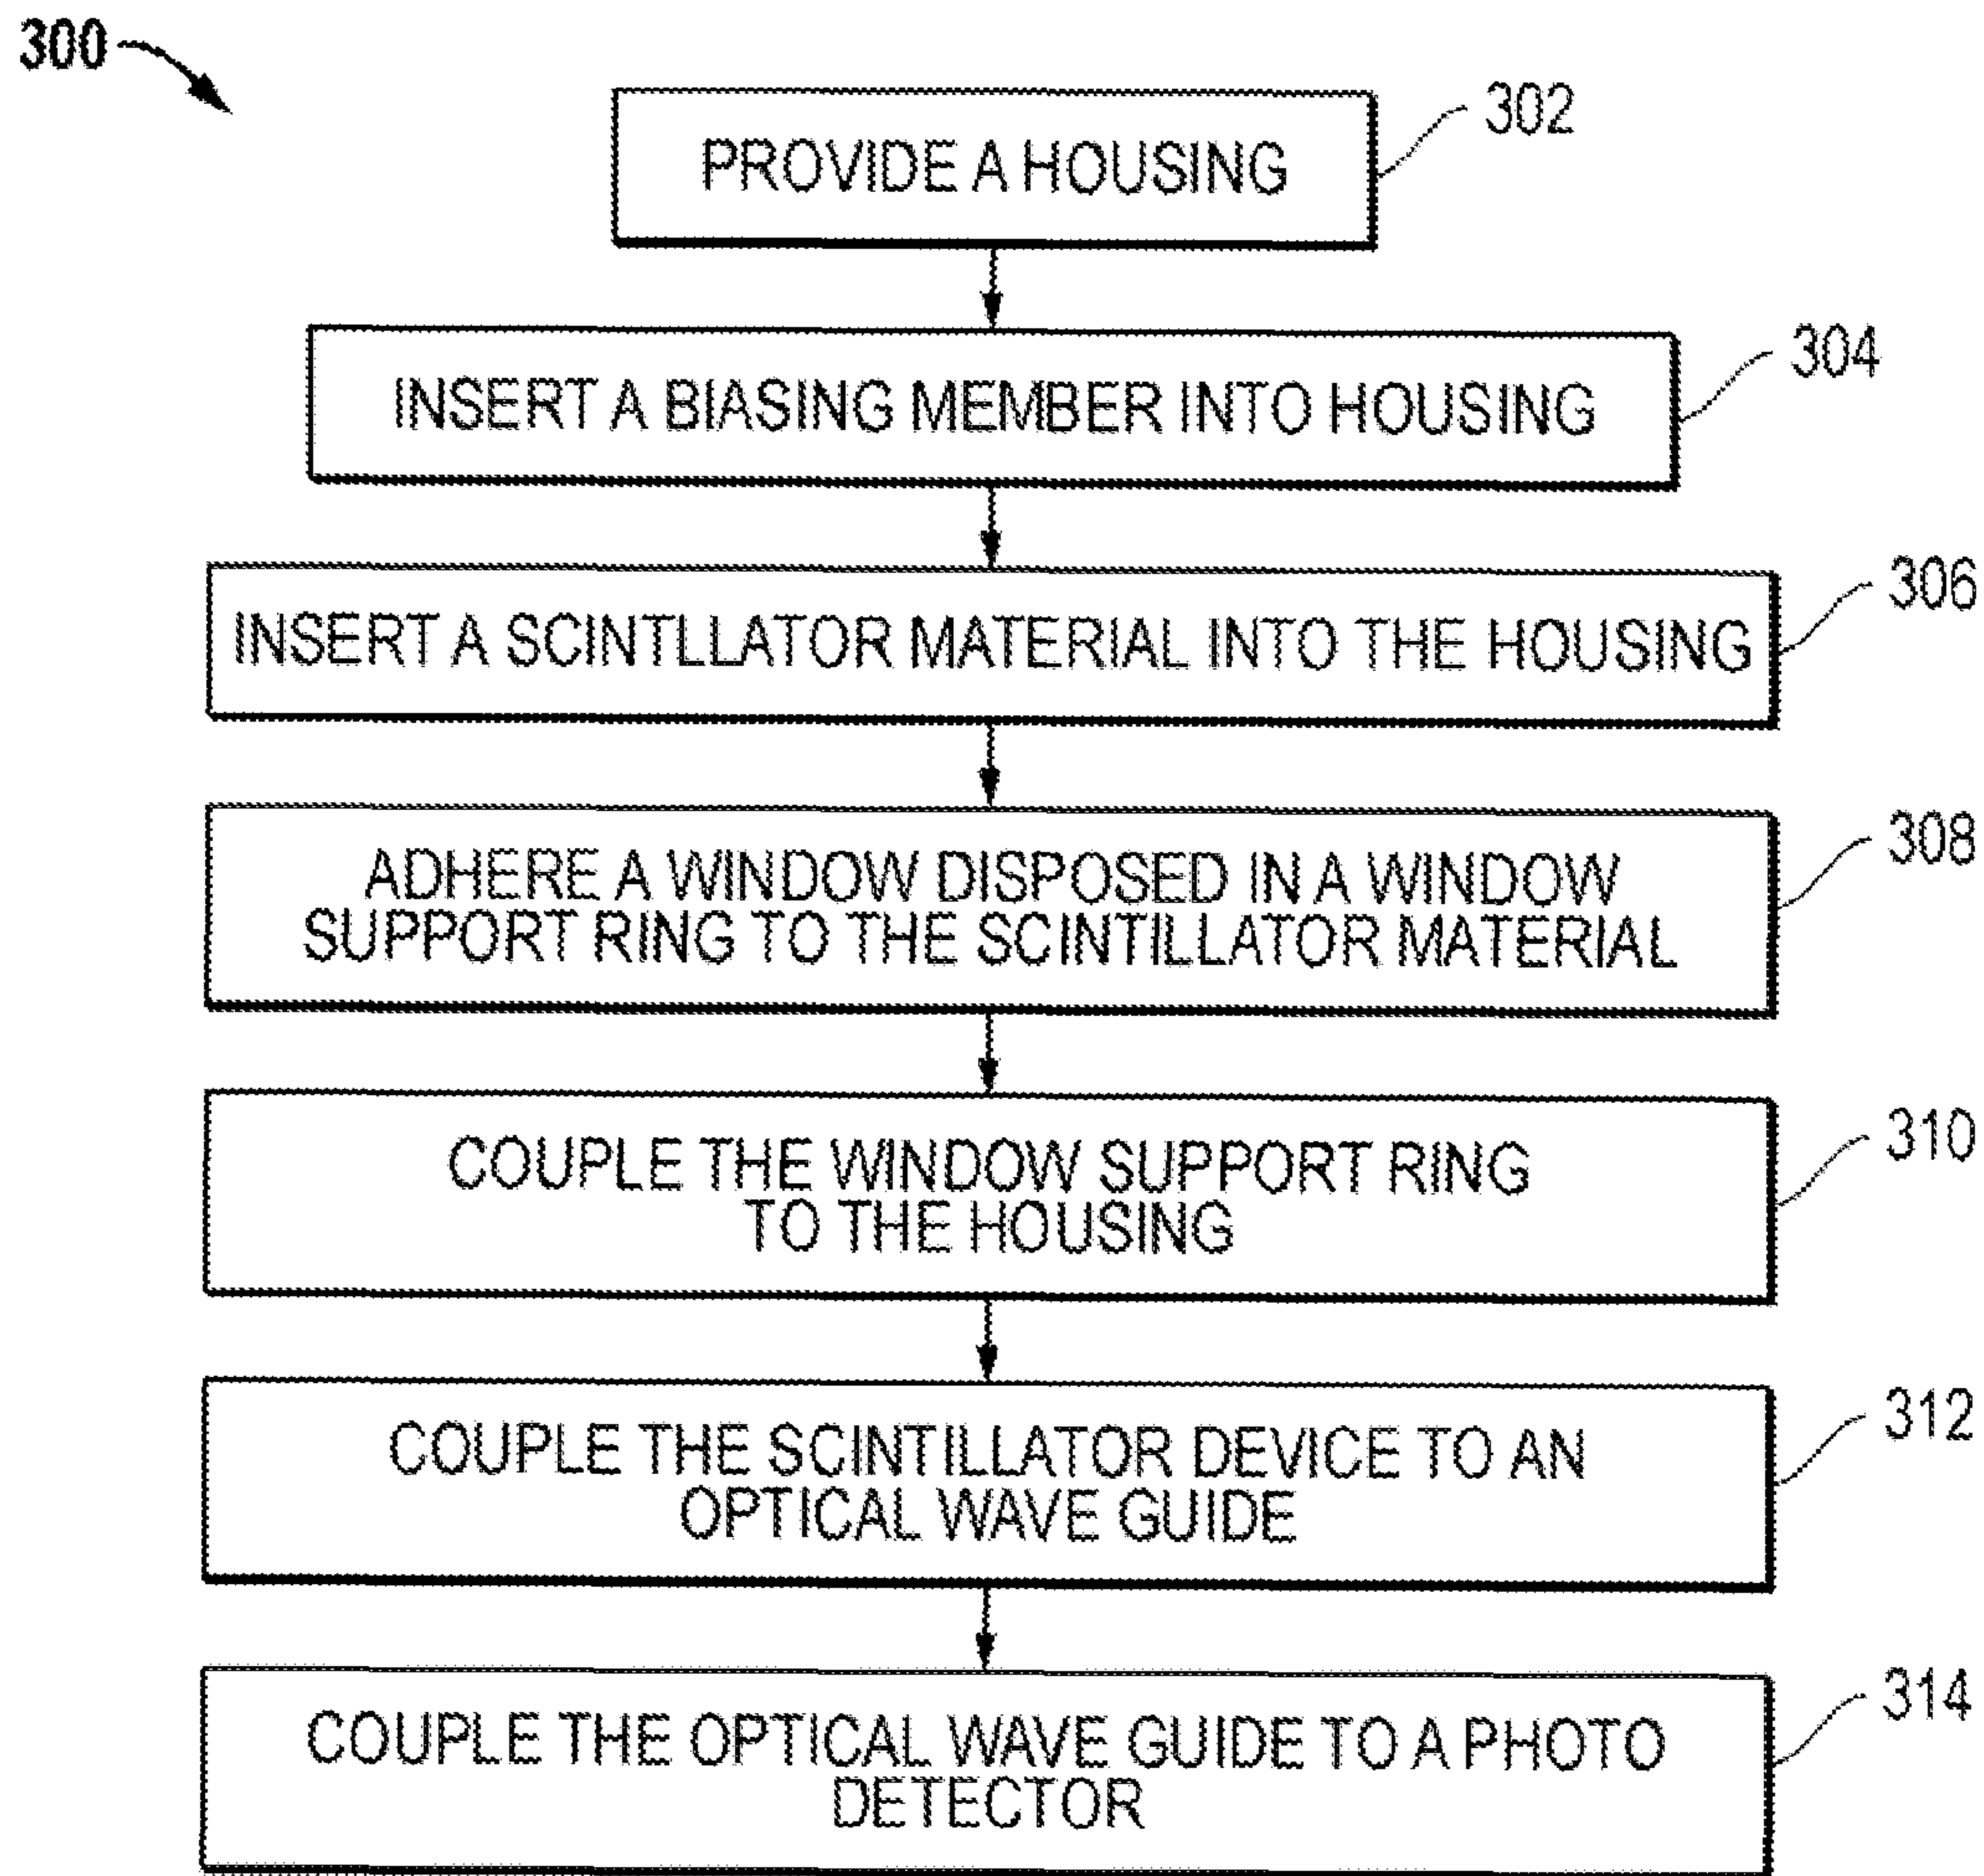 300
302
PROVIDE A HOUSING
304
INSERT A BIASING MEMBER INTO HOUSING
306
INSERT A SCINTLLATOR MATERIAL INTO THE HOUSING
308
ADHERE A WINDOW DISPOSED IN A WINDOW
SUPPORT RING TO THE SCINTILLATOR MATERIAL
310
COUPLE THE WINDOW SUPPORT RING
TO THE HOUSING
312
COUPLE THE SCINTILLATOR DEVICE TO AN
OPTICAL WAVE GUIDE
314
COUPLE THE OPTICAL WAVE GUIDE TO A PHOTO
DETECTOR